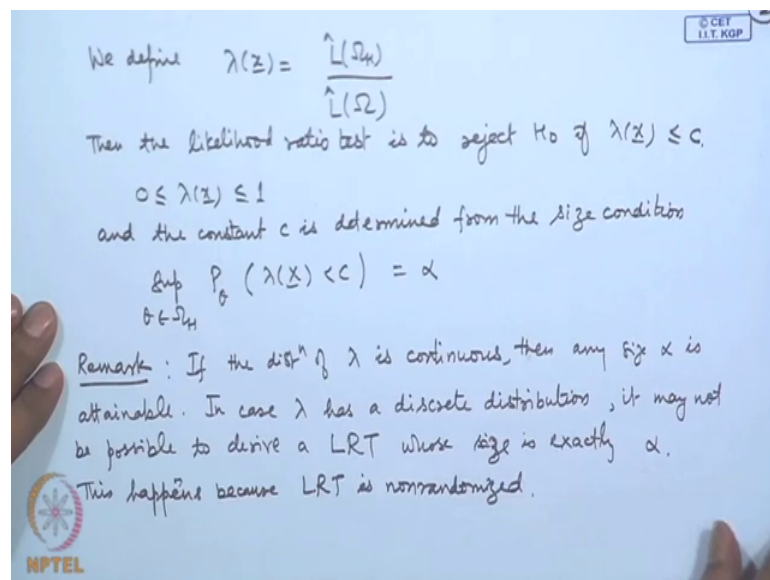 © CET
I.I.T. KGP
We define λ(x) = L̂(Ω_H) / L̂(Ω)
Then the likelihood ratio test is to reject H₀ if λ(x) ≤ c.
0 ≤ λ(x) ≤ 1
and the constant c is determined from the size condition
Sup P_θ ( λ(X) < c ) = α
θ ∈ Ω_H
Remark : If the distⁿ of λ is continuous, then any size α is
attainable. In case λ has a discrete distribution, it may not
be possible to derive a LRT whose size is exactly α.
This happens because LRT is nonrandomized.
NPTEL